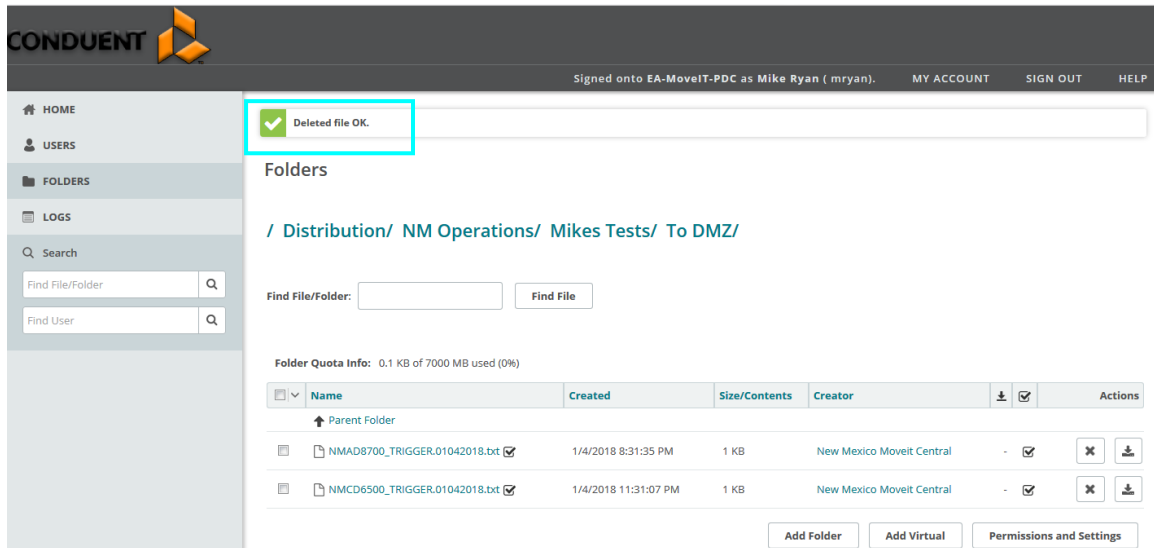 CONDUENT
Signed onto EA-MoveIT-PDC as Mike Ryan ( mryan). MY ACCOUNT SIGN OUT HELP
HOME
USERS
FOLDERS
LOGS
Search
Find File/Folder
Find User
Deleted file OK.
Folders
/ Distribution/ NM Operations/ Mikes Tests/ To DMZ/
Find File/Folder: Find File
Folder Quota Info: 0.1 KB of 7000 MB used (0%)
Name Created Size/Contents Creator Actions
Parent Folder
NMAD8700_TRIGGER.01042018.txt 1/4/2018 8:31:35 PM 1 KB New Mexico Moveit Central -
NMCD6500_TRIGGER.01042018.txt 1/4/2018 11:31:07 PM 1 KB New Mexico Moveit Central -
Add Folder Add Virtual Permissions and Settings